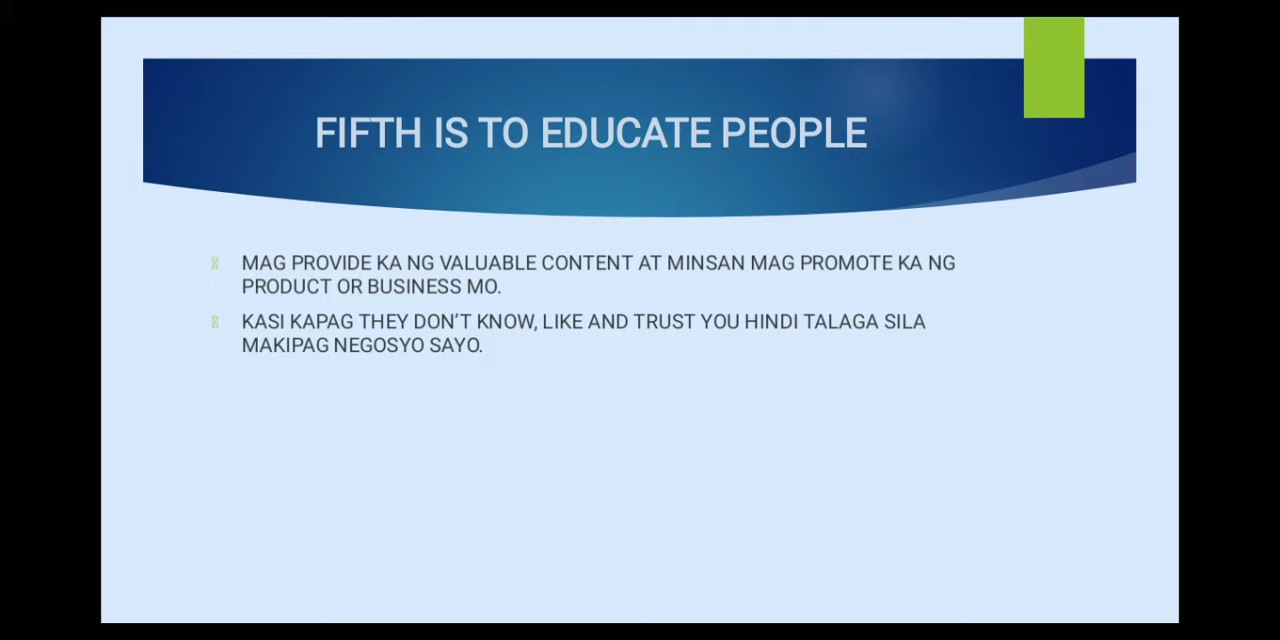 FIFTH IS TO EDUCATE PEOPLE
MAG PROVIDE KA NG VALUABLE CONTENT AT MINSAN MAG PROMOTE KA NG
PRODUCT OR BUSINESS MO.
KASI KAPAG THEY DON'T KNOW, LIKE AND TRUST YOU HINDI TALAGA SILA
MAKIPAG NEGOSYO SAYO.